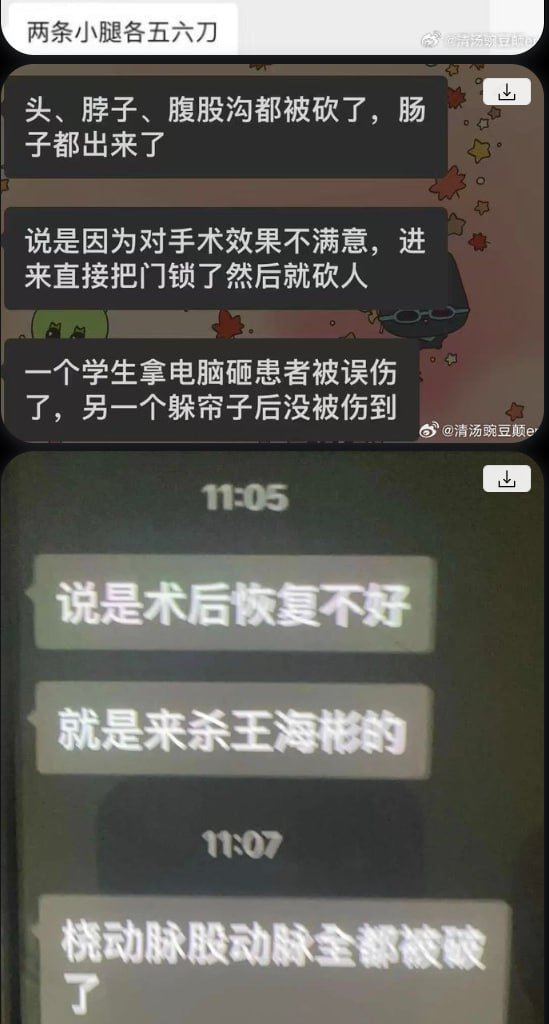 两条小腿各五六刀
@清汤豌豆颠
头、脖子、腹股沟都被砍了，肠
子都出来了
说是因为对手术效果不满意，进
来直接把门锁了然后就砍人
一个学生拿电脑砸患者被误伤
了，另一个躲帘子后没被伤到
@清汤豌豆颠er
11:05
说是术后恢复不好
就是来杀王海彬的
11:07
桡动脉股动脉全都被破
了